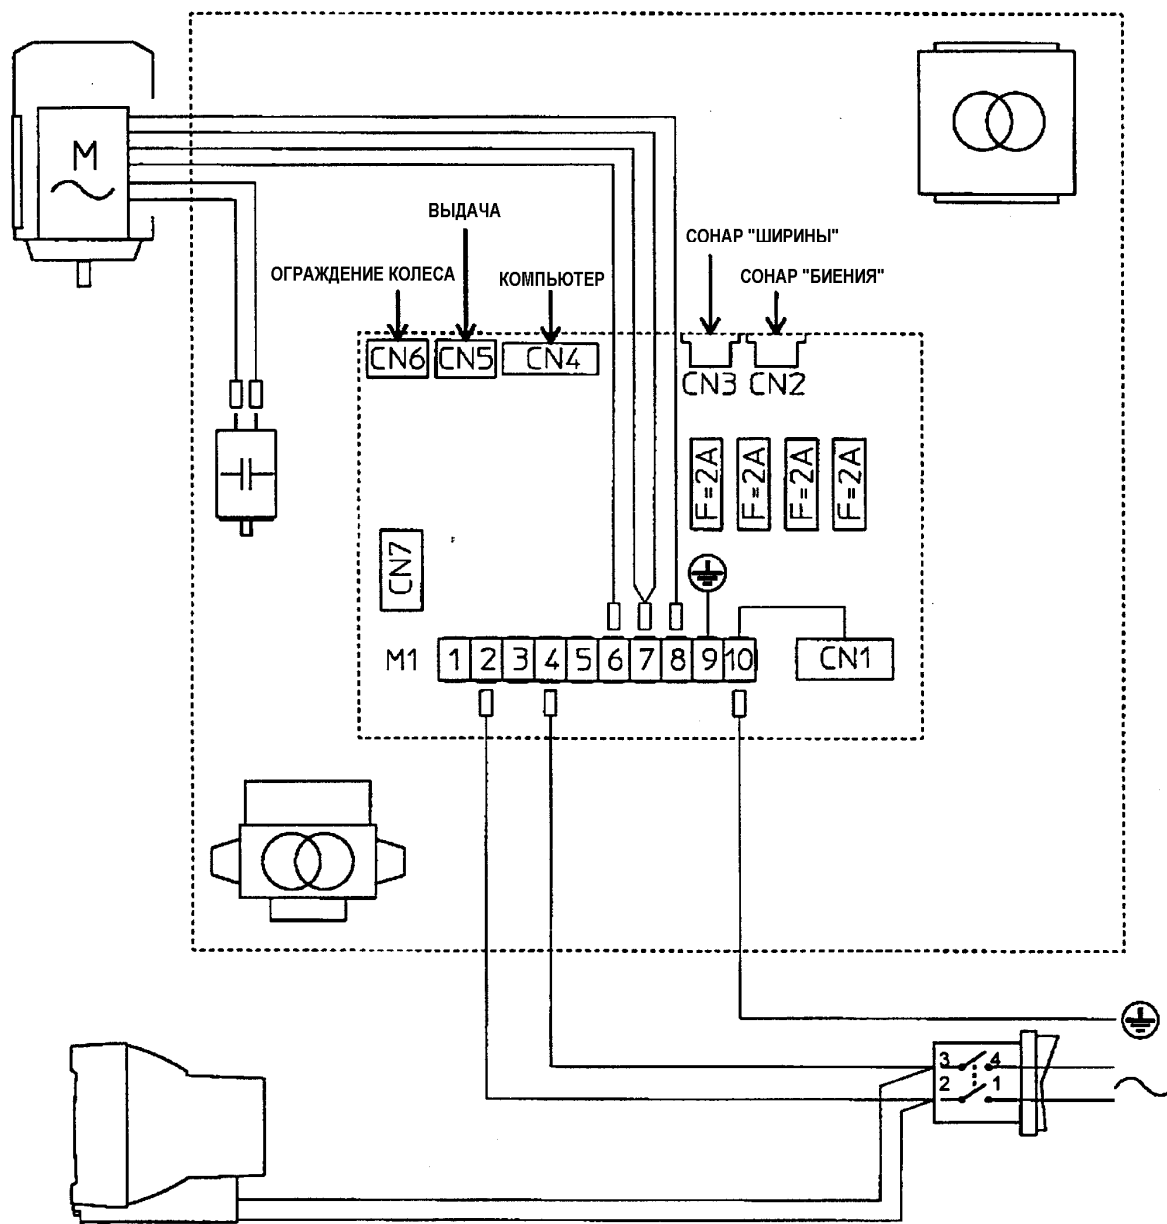 M
ВЫДАЧА
СОНАР "ШИРИНЫ"
ОГРАЖДЕНИЕ КОЛЕСА
КОМПЬЮТЕР
СОНАР "БИЕНИЯ"
CN6
CN5
CN4
CN3
CN2
F=2A
F=2A
F=2A
F=2A
CN7
M1
1 2 3 4 5 6 7 8 9 10
CN1
3 4
2 1